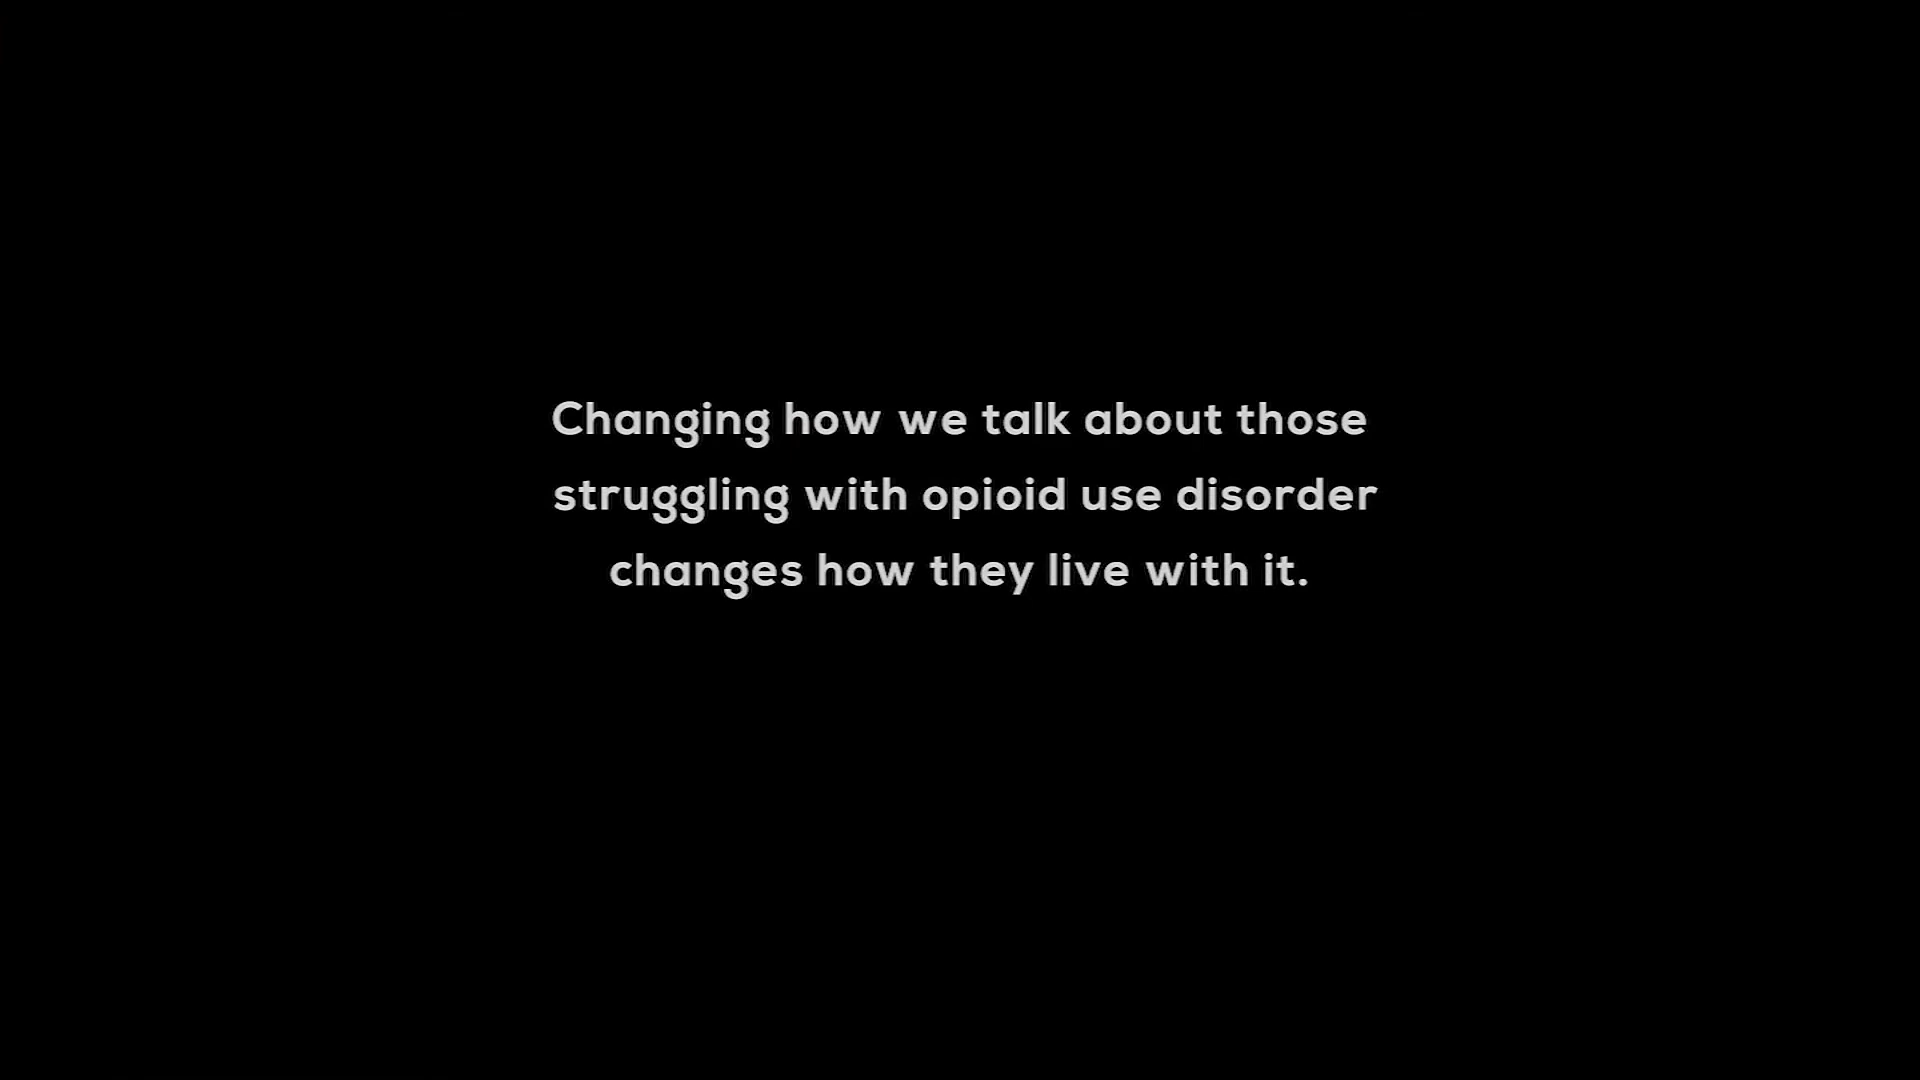 Changing how we talk about those
struggling with opioid use disorder
changes how they live with it.